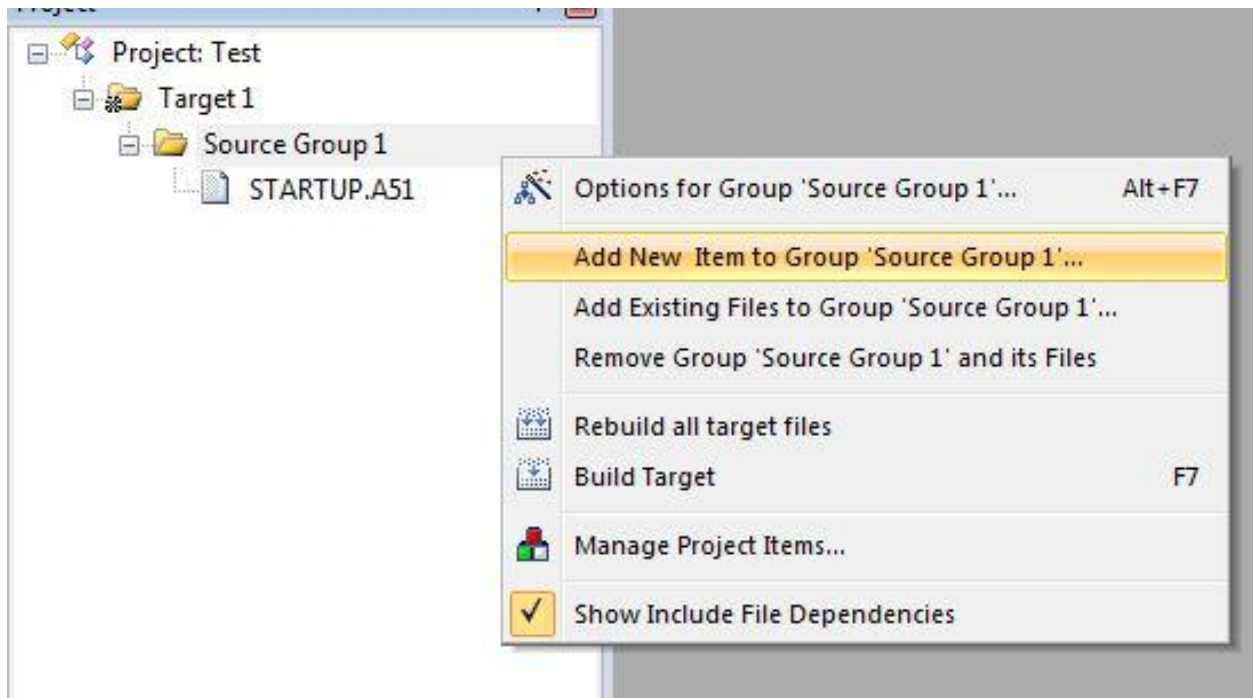 Project
Project: Test
Target 1
Source Group 1
STARTUP.A51
Options for Group 'Source Group 1'... Alt+F7
Add New Item to Group 'Source Group 1'...
Add Existing Files to Group 'Source Group 1'...
Remove Group 'Source Group 1' and its Files
Rebuild all target files
Build Target F7
Manage Project Items...
Show Include File Dependencies